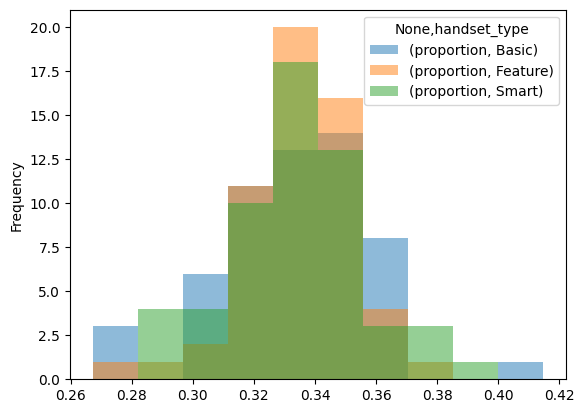 None,handset_type
(proportion, Basic)
(proportion, Feature)
(proportion, Smart)
Frequency
20.0
17.5
15.0
12.5
10.0
7.5
5.0
2.5
0.0
0.26 0.28 0.30 0.32 0.34 0.36 0.38 0.40 0.42